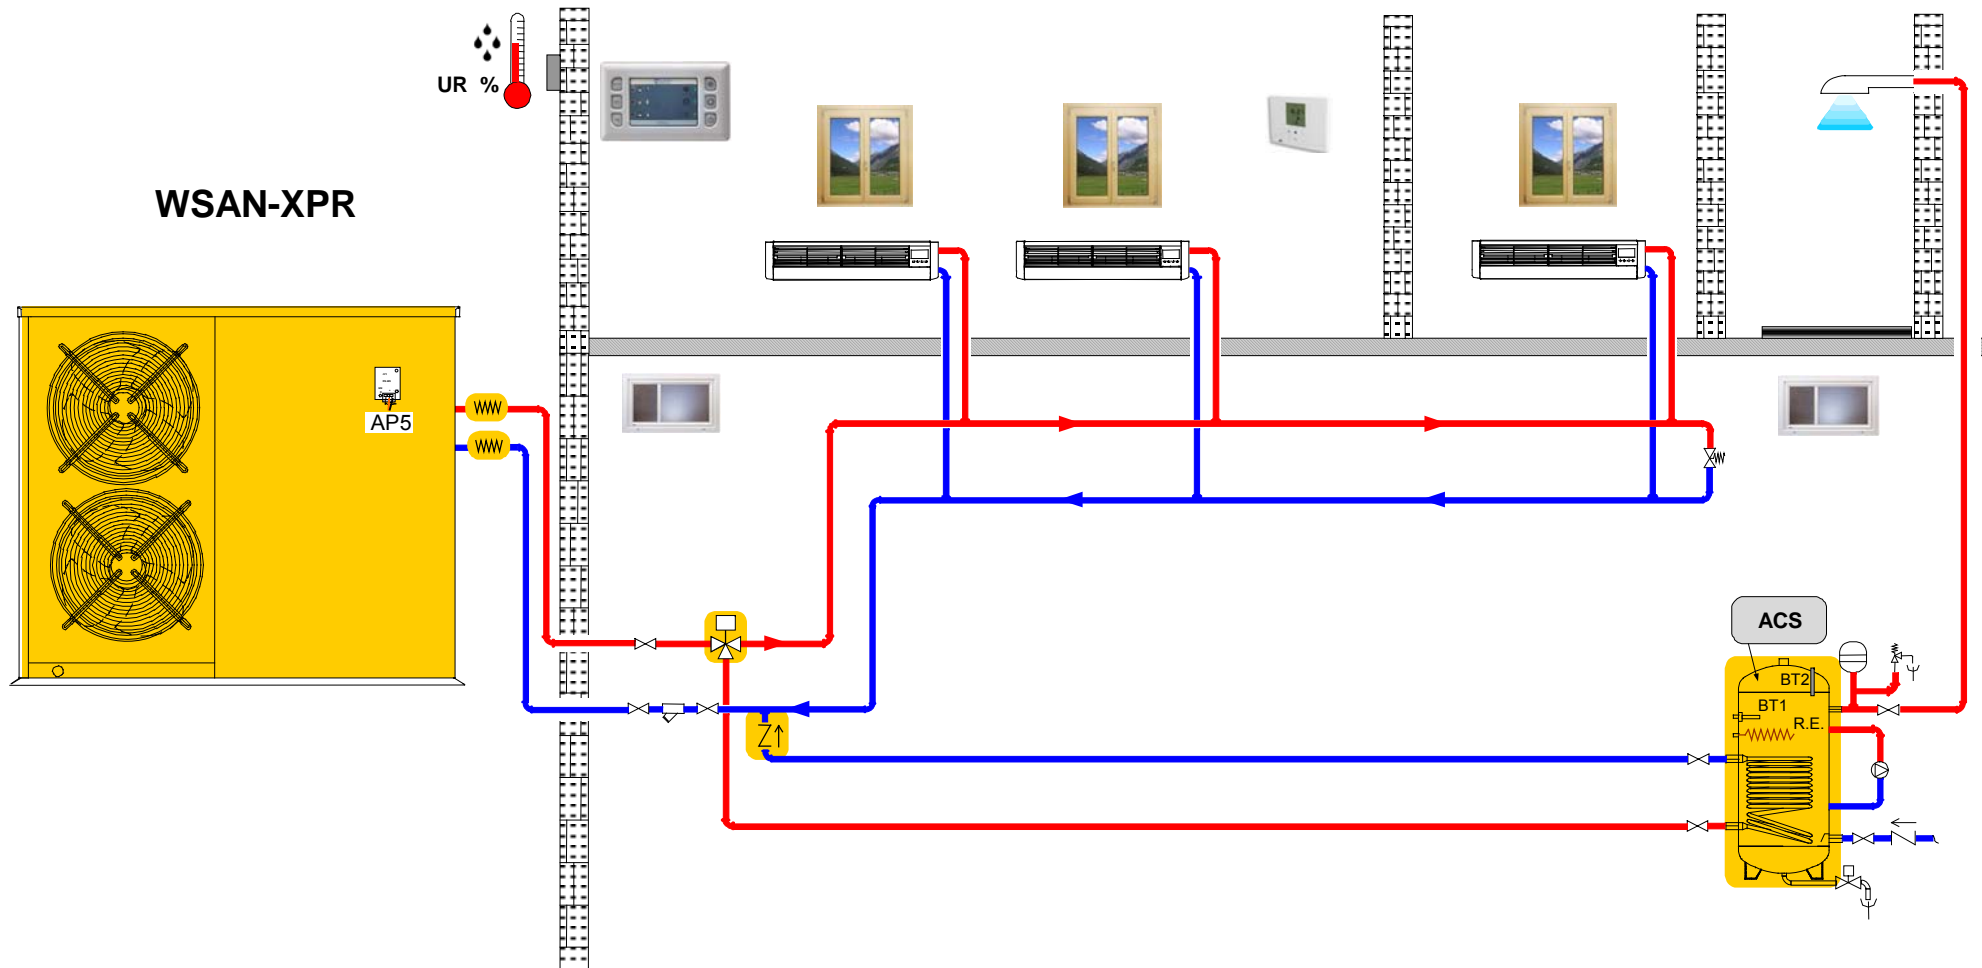 UR %
WSAN-XPR
AP5
ACS
BT2
BT1
R.E.